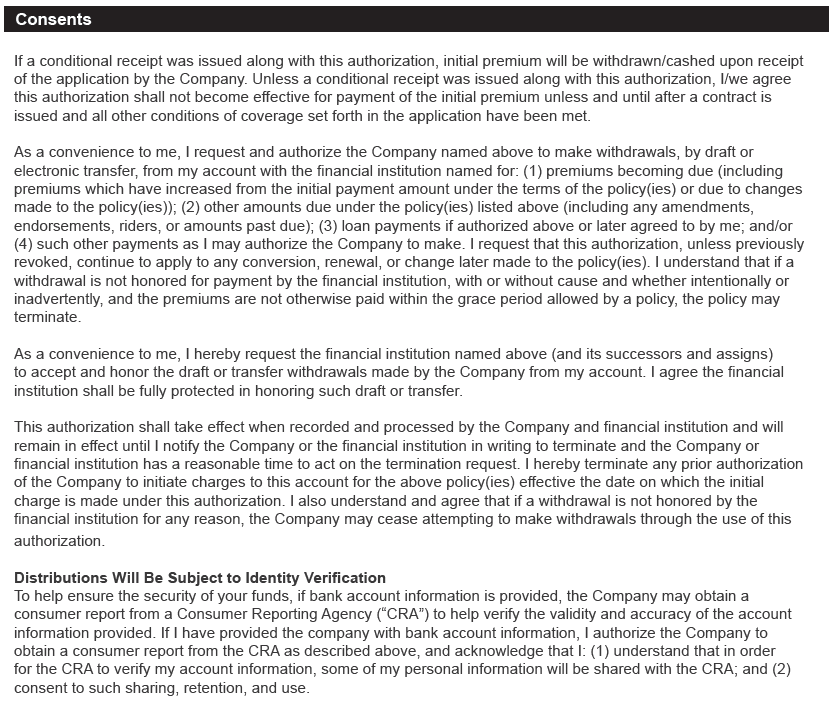 Consents
If a conditional receipt was issued along with this authorization, initial premium will be withdrawn/cashed upon receipt
of the application by the Company. Unless a conditional receipt was issued along with this authorization, I/we agree
this authorization shall not become effective for payment of the initial premium unless and until after a contract is
issued and all other conditions of coverage set forth in the application have been met.
As a convenience to me, I request and authorize the Company named above to make withdrawals, by draft or
electronic transfer, from my account with the financial institution named for: (1) premiums becoming due (including
premiums which have increased from the initial payment amount under the terms of the policy(ies) or due to changes
made to the policy(ies)); (2) other amounts due under the policy(ies) listed above (including any amendments,
endorsements, riders, or amounts past due); (3) loan payments if authorized above or later agreed to by me; and/or
(4) such other payments as I may authorize the Company to make. I request that this authorization, unless previously
revoked, continue to apply to any conversion, renewal, or change later made to the policy(ies). I understand that if a
withdrawal is not honored for payment by the financial institution, with or without cause and whether intentionally or
inadvertently, and the premiums are not otherwise paid within the grace period allowed by a policy, the policy may
terminate.
As a convenience to me, I hereby request the financial institution named above (and its successors and assigns)
to accept and honor the draft or transfer withdrawals made by the Company from my account. I agree the financial
institution shall be fully protected in honoring such draft or transfer.
This authorization shall take effect when recorded and processed by the Company and financial institution and will
remain in effect until I notify the Company or the financial institution in writing to terminate and the Company or
financial institution has a reasonable time to act on the termination request. I hereby terminate any prior authorization
of the Company to initiate charges to this account for the above policy(ies) effective the date on which the initial
charge is made under this authorization. I also understand and agree that if a withdrawal is not honored by the
financial institution for any reason, the Company may cease attempting to make withdrawals through the use of this
authorization.
Distributions Will Be Subject to Identity Verification
To help ensure the security of your funds, if bank account information is provided, the Company may obtain a
consumer report from a Consumer Reporting Agency (“CRA”) to help verify the validity and accuracy of the account
information provided. If I have provided the company with bank account information, I authorize the Company to
obtain a consumer report from the CRA as described above, and acknowledge that I: (1) understand that in order
for the CRA to verify my account information, some of my personal information will be shared with the CRA; and (2)
consent to such sharing, retention, and use.